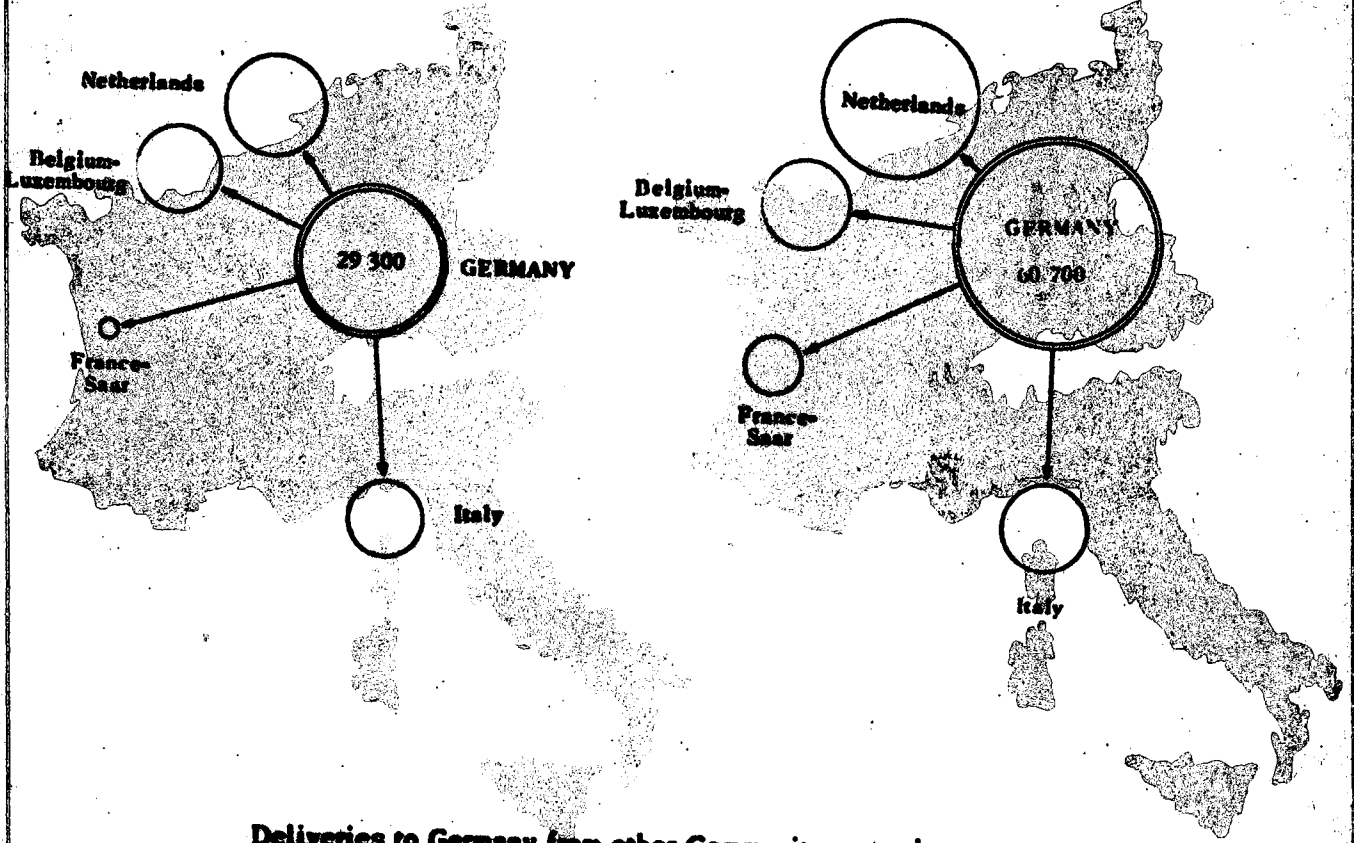 Netherlands
Belgium-
Luxembourg
29 300
GERMANY
France-
Saar
Italy
Netherlands
Belgium-
Luxembourg
GERMANY
60 700
France-
Saar
Italy
Deliveries to Germany from other Community